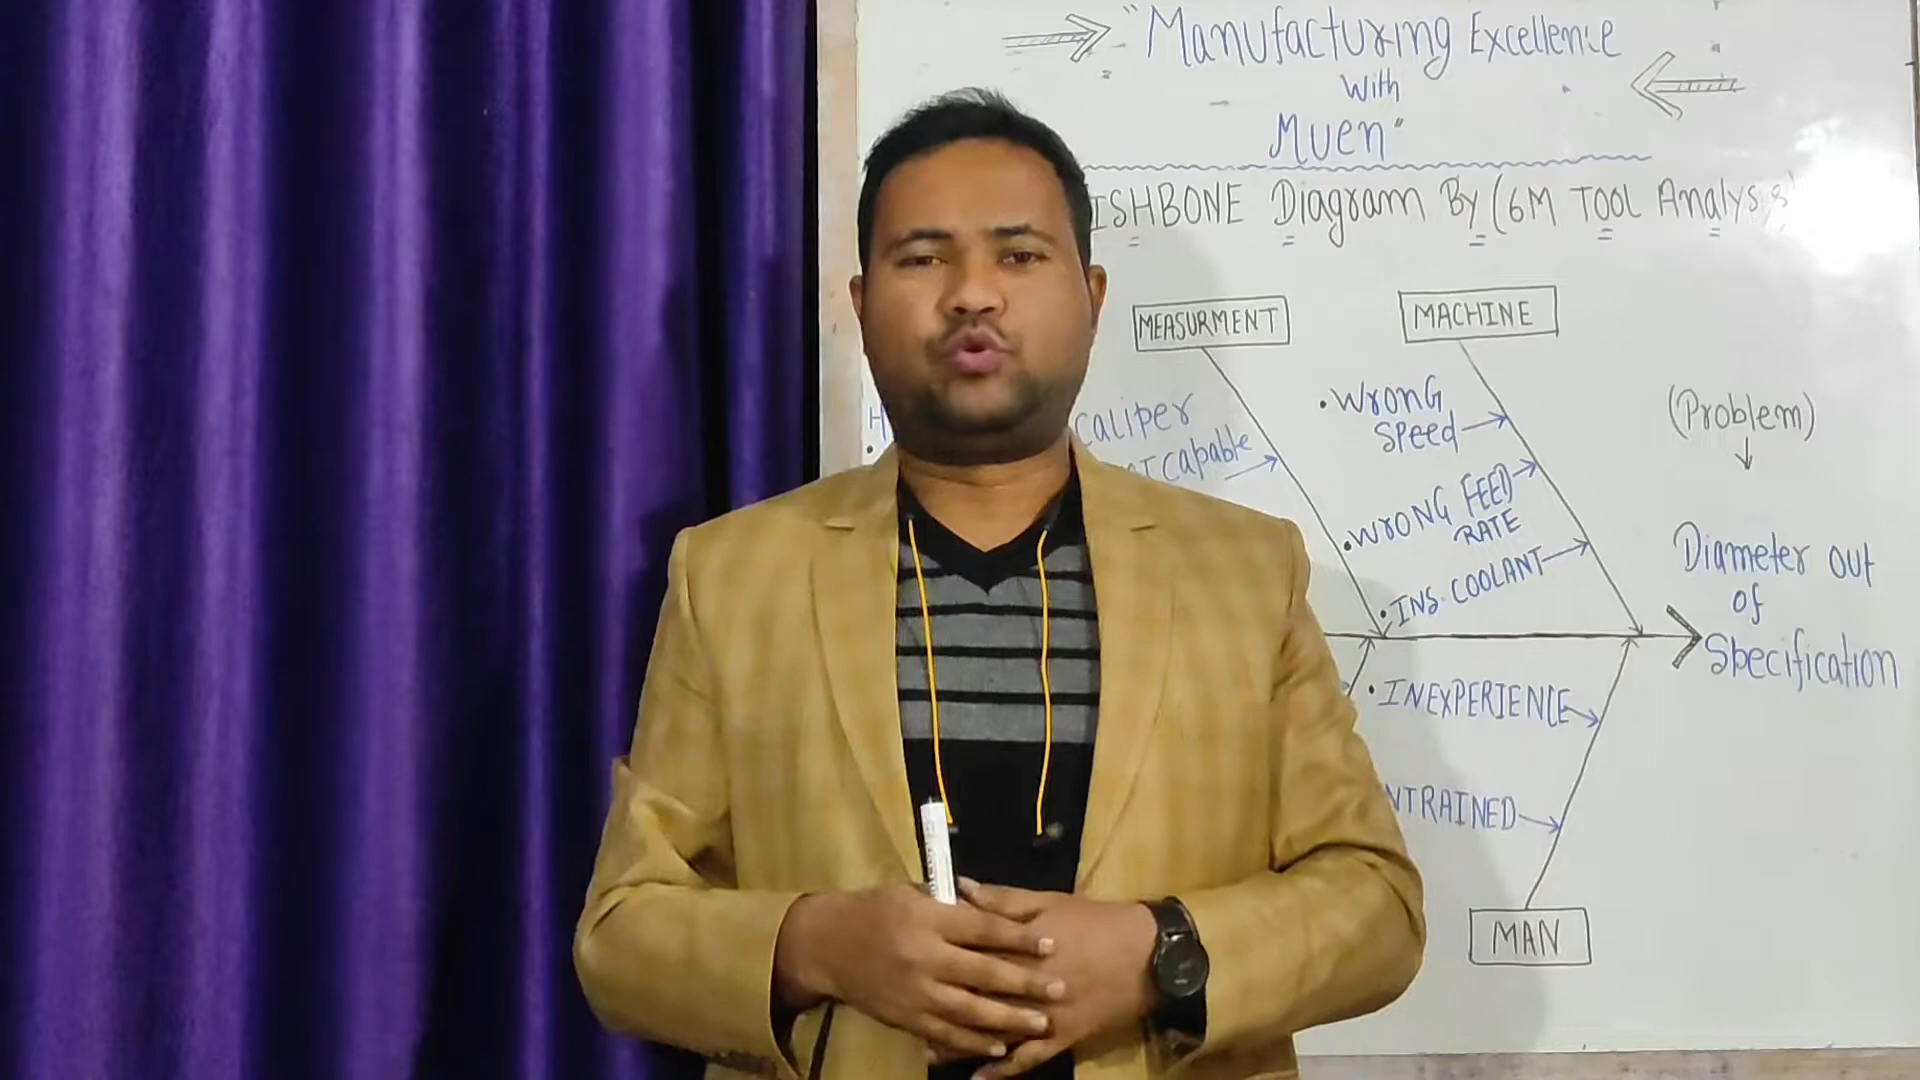 "Manufacturing Excellence
With
Muen"
ISHBONE Diagram By (6M TOOL Analysis)
MEASURMENT
MACHINE
CALIPER
Capable
• Wrong
Speed
• WRONG FEED
RATE
• INS. COOLANT
(Problem)
Diameter out
of
Specification
• INEXPERIENCE
NTRAINED
MAN